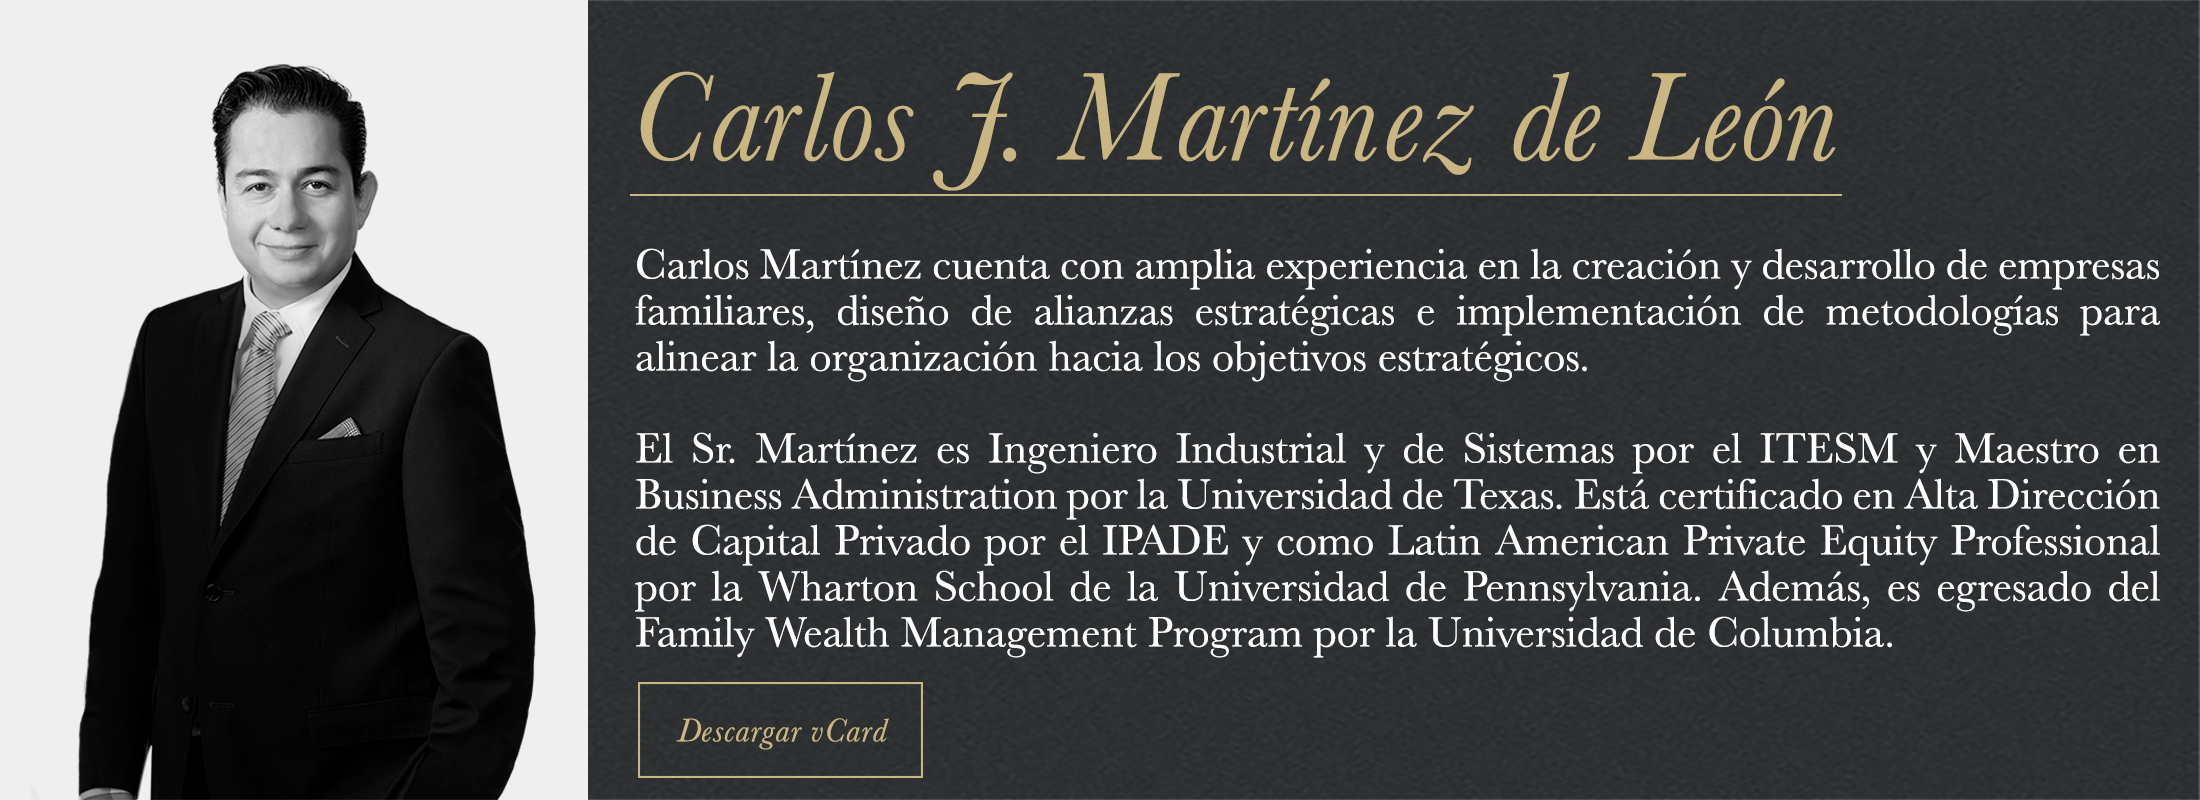 Carlos J. Martínez de León
Carlos Martínez cuenta con amplia experiencia en la creación y desarrollo de empresas
familiares, diseño de alianzas estratégicas e implementación de metodologías para
alinear la organización hacia los objetivos estratégicos.
El Sr. Martínez es Ingeniero Industrial y de Sistemas por el ITESM y Maestro en
Business Administration por la Universidad de Texas. Está certificado en Alta Dirección
de Capital Privado por el IPADE y como Latin American Private Equity Professional
por la Wharton School de la Universidad de Pennsylvania. Además, es egresado del
Family Wealth Management Program por la Universidad de Columbia.
Descargar vCard